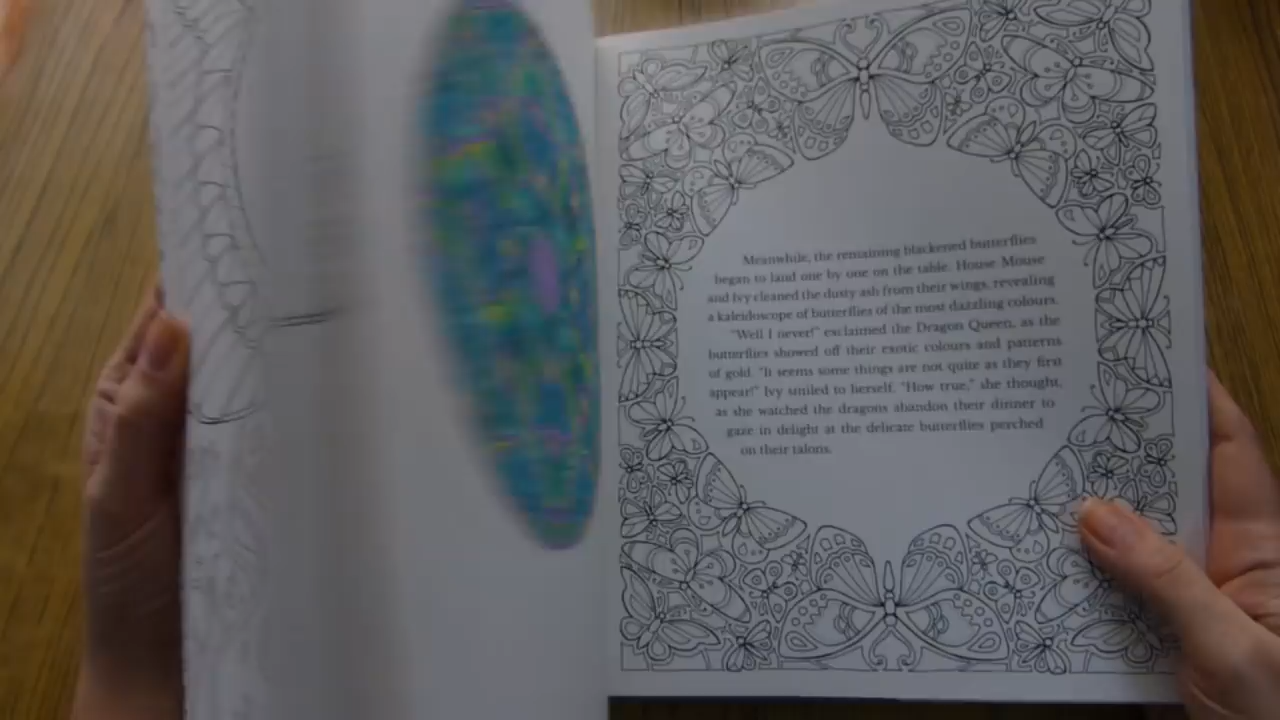 Meanwhile, the remaining blackened butterflies
began to land one by one on the table. House Mouse
and Ivy cleaned the dusty ash from their wings, revealing
a kaleidoscope of butterflies of the most dazzling colours.
"Well I never!" exclaimed the Dragon Queen, as the
butterflies showed off their exotic colours and patterns
of gold. "It seems some things are not quite as they first
appear!" Ivy smiled to herself. "How true," she thought,
as she watched the dragons abandon their dinner to
gaze in delight at the delicate butterflies perched
on their talons.